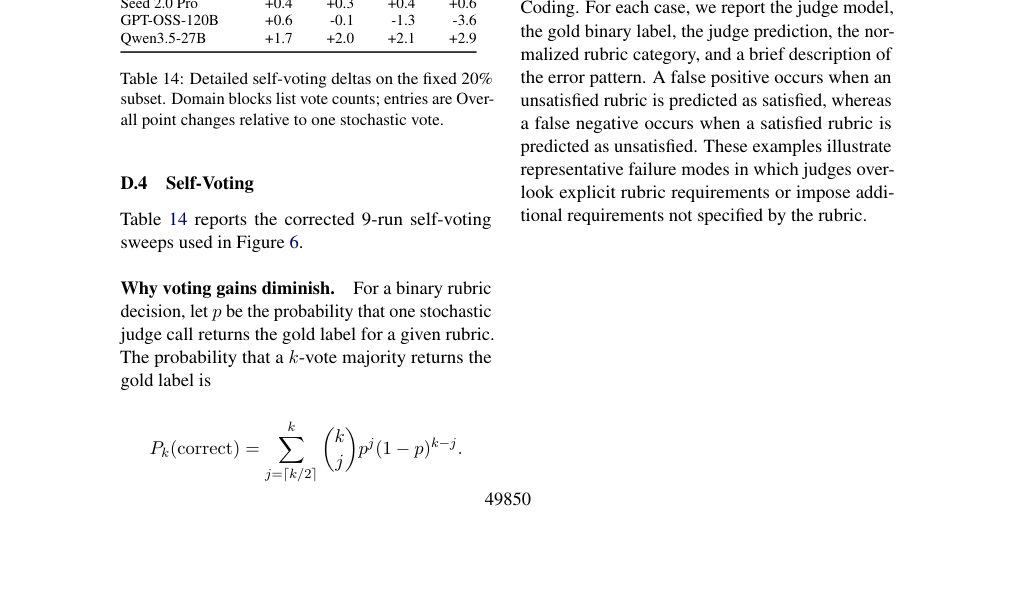 Seed 2.0 Pro +0.4 +0.3 +0.4 +0.6
GPT-OSS-120B +0.6 -0.1 -1.3 -3.6
Qwen3.5-27B +1.7 +2.0 +2.1 +2.9
Table 14: Detailed self-voting deltas on the fixed 20%
subset. Domain blocks list vote counts; entries are Over-
all point changes relative to one stochastic vote.
D.4 Self-Voting
Table 14 reports the corrected 9-run self-voting
sweeps used in Figure 6.
Why voting gains diminish. For a binary rubric
decision, let p be the probability that one stochastic
judge call returns the gold label for a given rubric.
The probability that a k-vote majority returns the
gold label is
P_k(correct) = \sum_{j=\lceil k/2 \rceil}^{k} \binom{k}{j} p^j (1 − p)^{k−j}.
Coding. For each case, we report the judge model,
the gold binary label, the judge prediction, the nor-
malized rubric category, and a brief description of
the error pattern. A false positive occurs when an
unsatisfied rubric is predicted as satisfied, whereas
a false negative occurs when a satisfied rubric is
predicted as unsatisfied. These examples illustrate
representative failure modes in which judges over-
look explicit rubric requirements or impose addi-
tional requirements not specified by the rubric.
49850